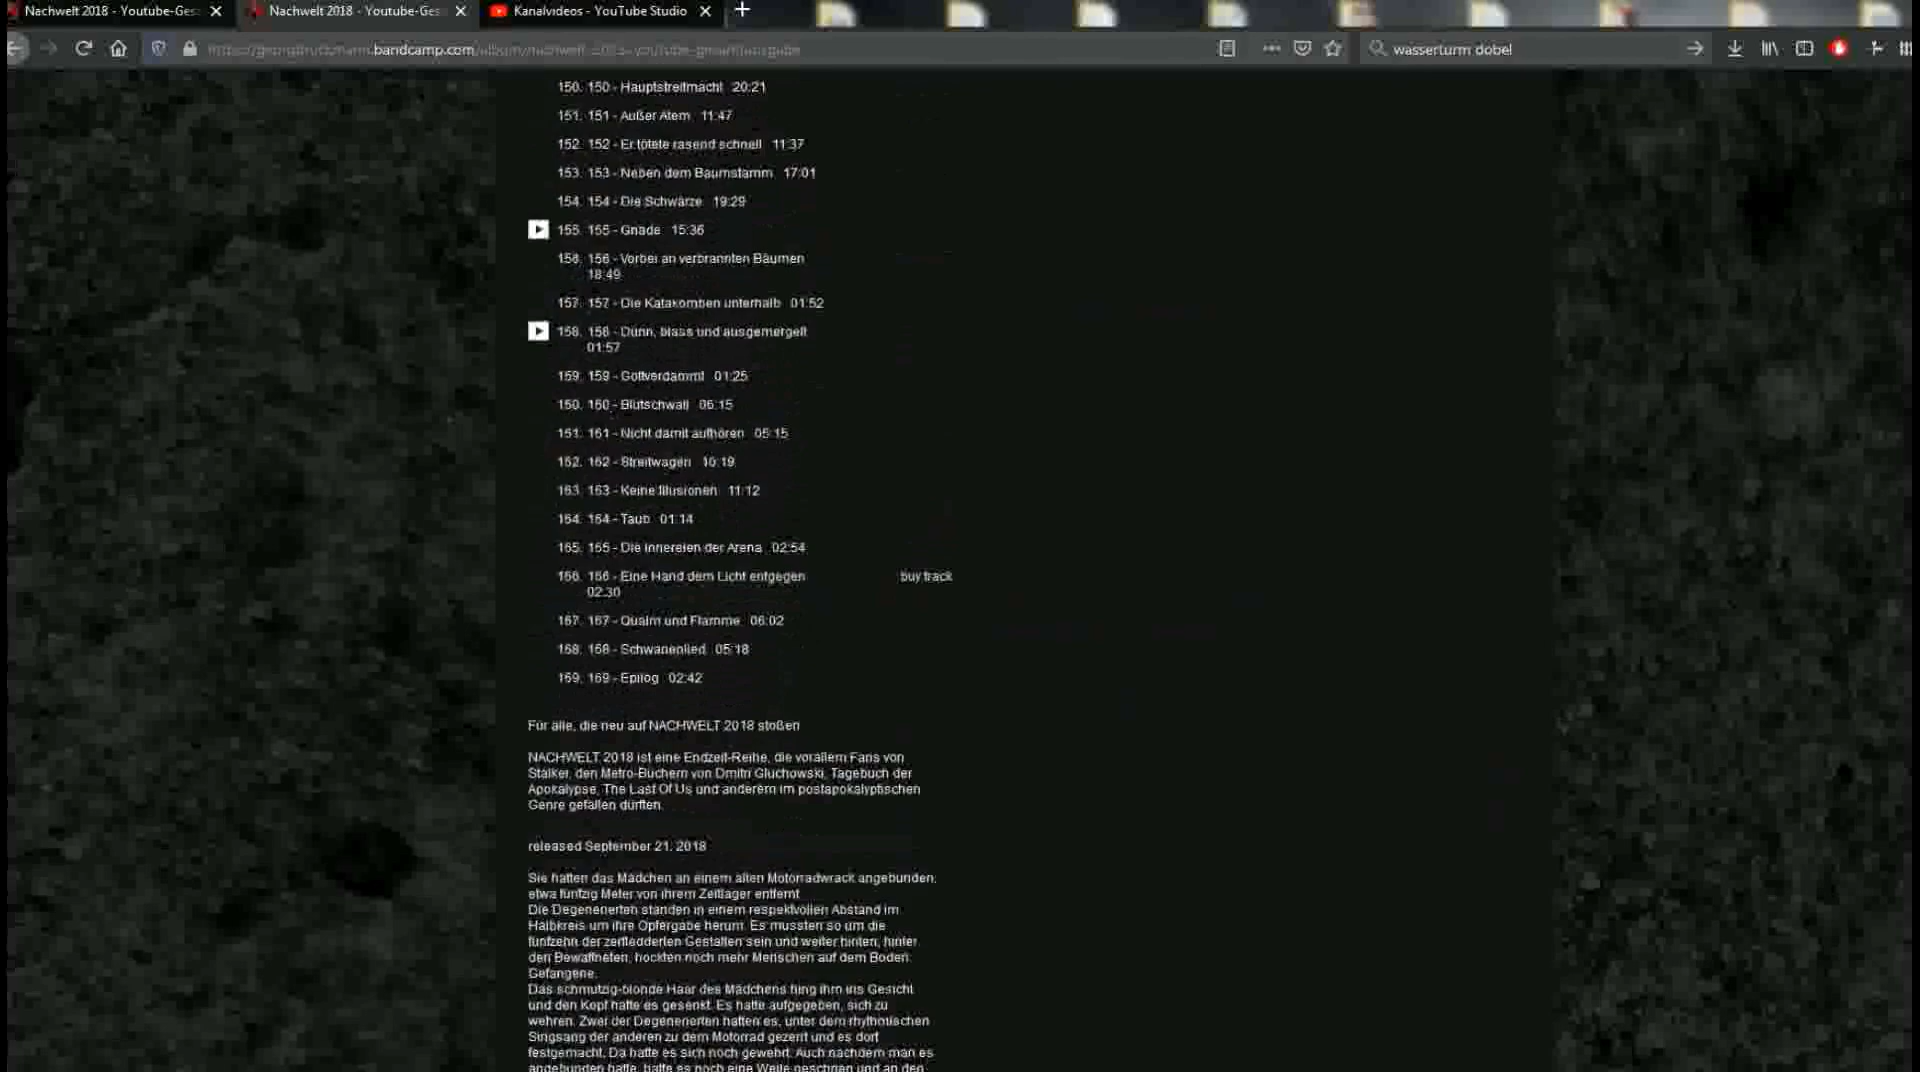 Nachwelt 2018 - Youtube-Ges
Nachwelt 2018 - Youtube-Ges
Kanalvideos - YouTube Studio
bandcamp.com
wasserturm dobel
150. 150 - Hauptstreitmacht 20:21
151. 151 - Außer Atem 11:47
152. 152 - Er tötete rasend schnell 11:37
153. 153 - Neben dem Baumstamm 17:01
154. 154 - Die Schwärze 19:29
155. 155 - Gnade 15:36
156. 156 - Vorbei an verbrannten Bäumen
18:49
157. 157 - Die Katakomben unterhalb 01:52
158. 158 - Dünn, blass und ausgemergelt
01:57
159. 159 - Gottverdammt 01:25
160. 160 - Blutschwall 06:15
161. 161 - Nicht damit aufhören 05:15
162. 162 - Streitwagen 10:19
163. 163 - Keine Illusionen 11:12
164. 164 - Taub 01:14
165. 165 - Die Innereien der Arena 02:54
166. 166 - Eine Hand dem Licht entgegen
02:30
buy track
167. 167 - Qualm und Flamme 06:02
168. 168 - Schwanenlied 05:18
169. 169 - Epilog 02:42
Für alle, die neu auf NACHWELT 2018 stoßen
NACHWELT 2018 ist eine Endzeit-Reihe, die vorallem Fans von
Stalker, den Metro-Büchern von Dmitri Gluchowski, Tagebuch der
Apokalypse, The Last Of Us und anderem im postapokalyptischen
Genre gefallen dürften.
released September 21, 2018
Sie hatten das Mädchen an einem alten Motorradwrack angebunden,
etwa fünfzig Meter von ihrem Zeltlager entfernt
Die Degenerierten standen in einem respektvollen Abstand im
Halbkreis um ihre Opfergabe herum. Es mussten so um die
fünfzehn der zerfledderten Gestalten sein und weiter hinten, hinter
den Bewaffneten, hockten noch mehr Menschen auf dem Boden:
Gefangene.
Das schmutzig-blonde Haar des Mädchens hing ihm ins Gesicht
und den Kopf hatte es gesenkt. Es hatte aufgegeben, sich zu
wehren. Zwei der Degenerierten hatten es, unter dem rhythmischen
Singsang der anderen zu dem Motorrad gezerrt und es dort
festgemacht. Da hatte es sich noch gewehrt. Auch nachdem man es
angebunden hatte, hatte es noch eine Weile geschrien und an den